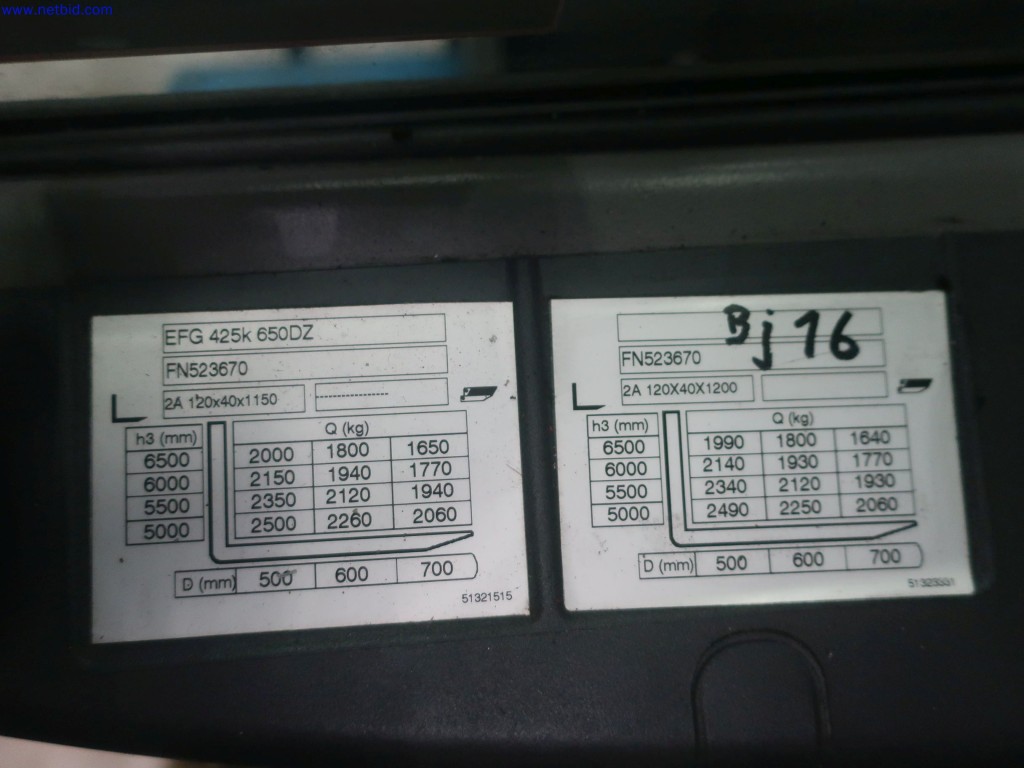 www.netbid.com
EFG 425k 650DZ
FN523670
2A 120x40x1150 ----------------
h3 (mm) Q (kg)
6500 2000 1800 1650
6000 2150 1940 1770
5500 2350 2120 1940
5000 2500 2260 2060
D (mm) 500 600 700
51321515
Bj 16
FN523670
2A 120X40X1200
h3 (mm) Q (kg)
6500 1990 1800 1640
6000 2140 1930 1770
5500 2340 2120 1930
5000 2490 2250 2060
D (mm) 500 600 700
51323331